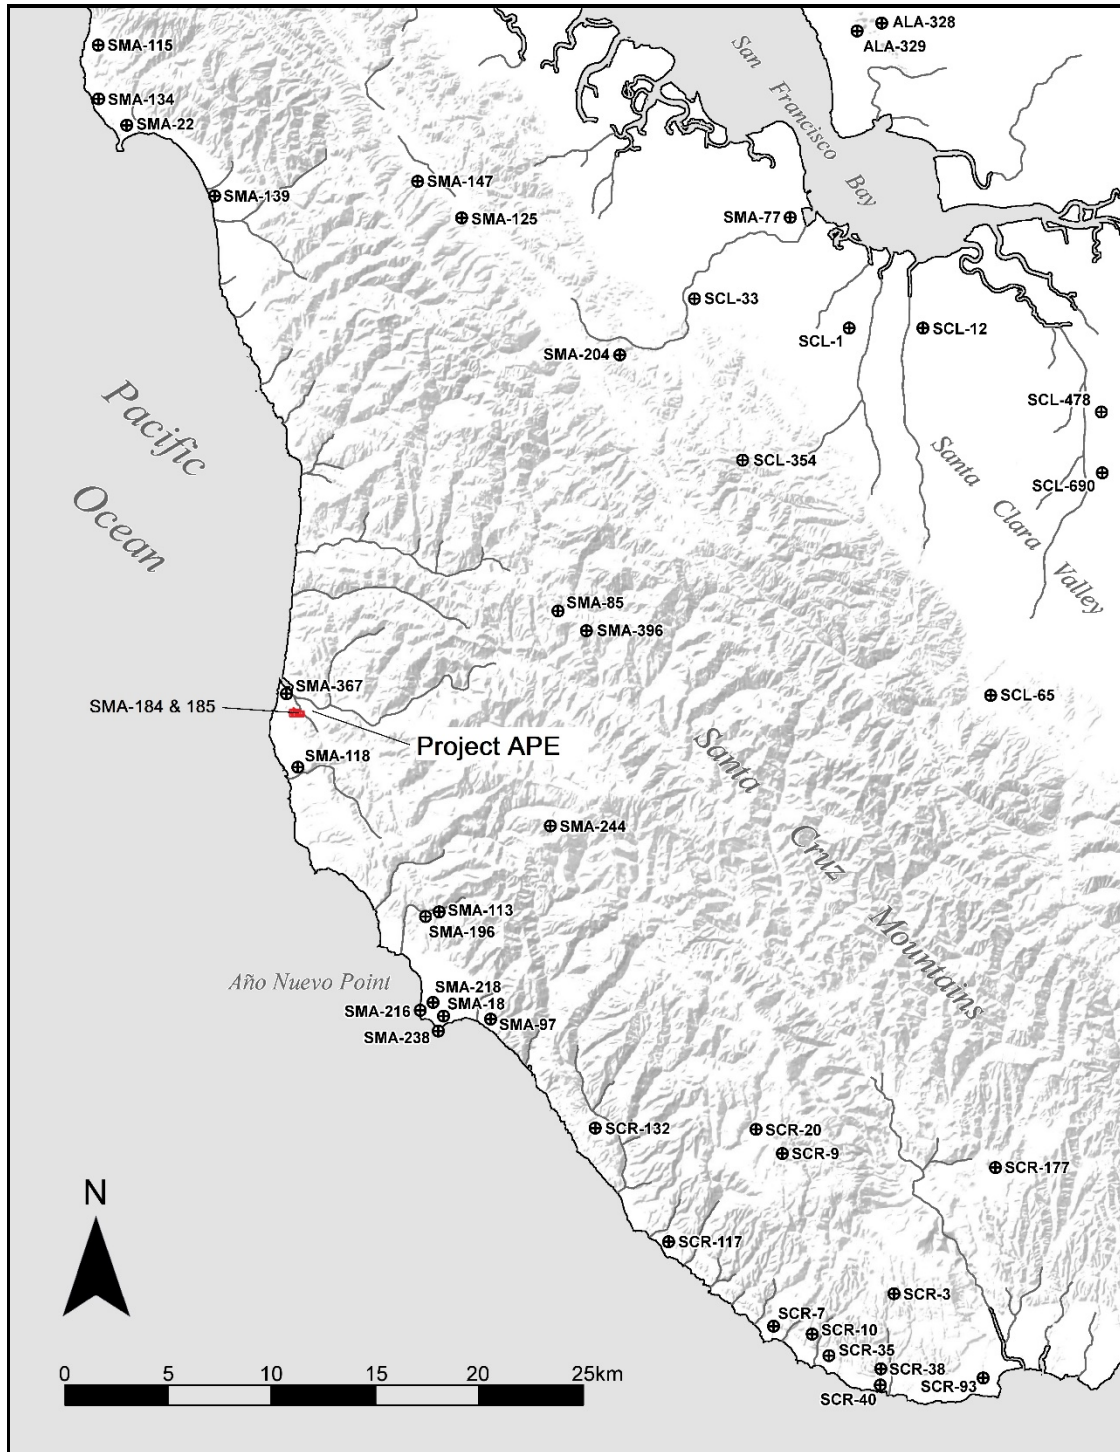 SMA-115
ALA-328
ALA-329
San Francisco Bay
SMA-134
SMA-22
SMA-147
SMA-139
SMA-125
SMA-77
SCL-33
SCL-1
SCL-12
SMA-204
Pacific
Ocean
SCL-478
SCL-354
SCL-690
Santa Clara Valley
SMA-85
SMA-396
SMA-367
SCL-65
SMA-184 & 185
Project APE
SMA-118
Santa
Cruz
Mountains
SMA-244
SMA-113
SMA-196
Año Nuevo Point
SMA-218
SMA-216
SMA-18
SMA-97
SMA-238
SCR-132
SCR-20
SCR-9
SCR-177
N
SCR-117
SCR-3
SCR-7
SCR-10
SCR-35
SCR-38
SCR-93
SCR-40
0 5 10 15 20 25km